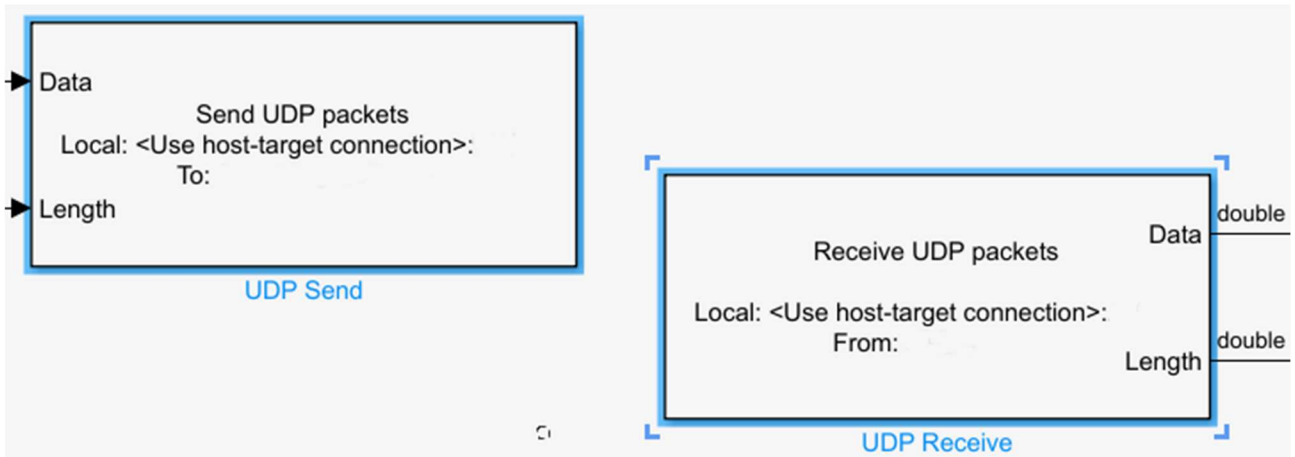 Data
Send UDP packets
Local: <Use host-target connection>:
To:
Length
UDP Send
double
Data
Receive UDP packets
Local: <Use host-target connection>:
From:
double
Length
UDP Receive